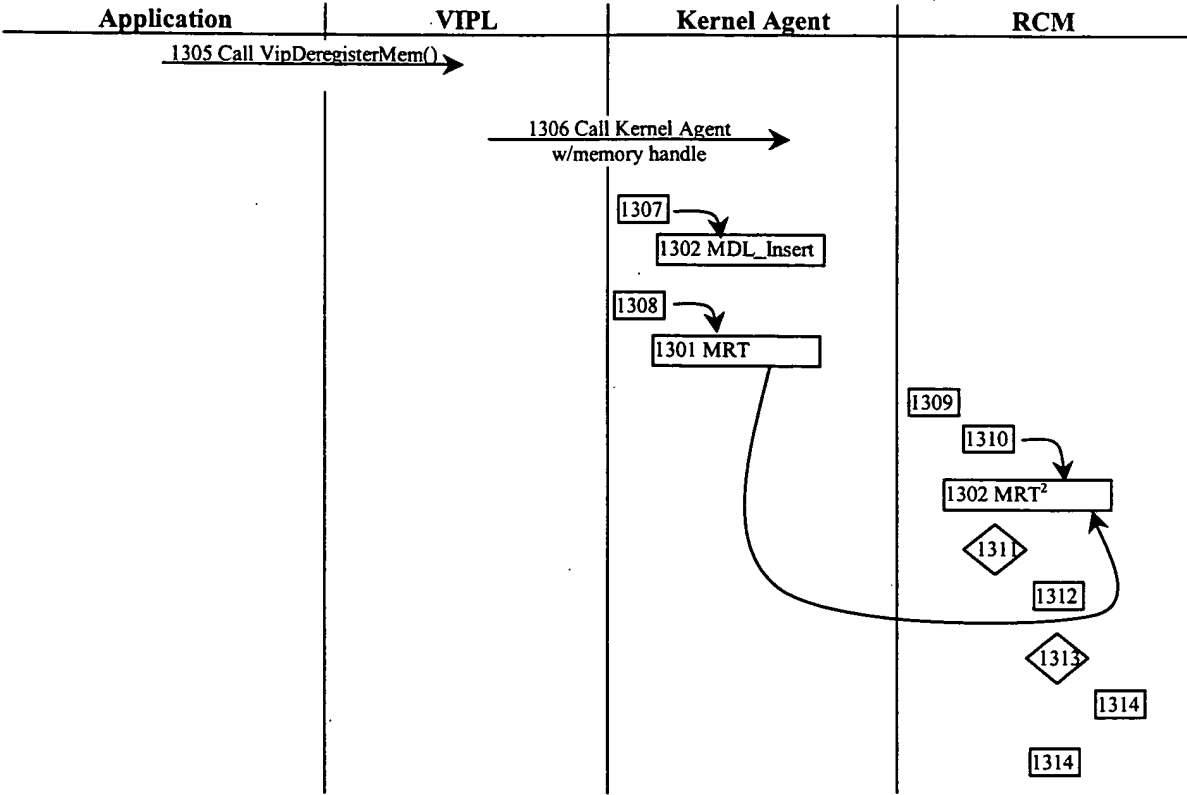 Application VIPL Kernel Agent RCM
1305 Call VipDeregisterMem()
1306 Call Kernel Agent
w/memory handle
1307
1302 MDL_Insert
1308
1301 MRT
1309
1310
1302 MRT²
1311
1312
1313
1314
1314